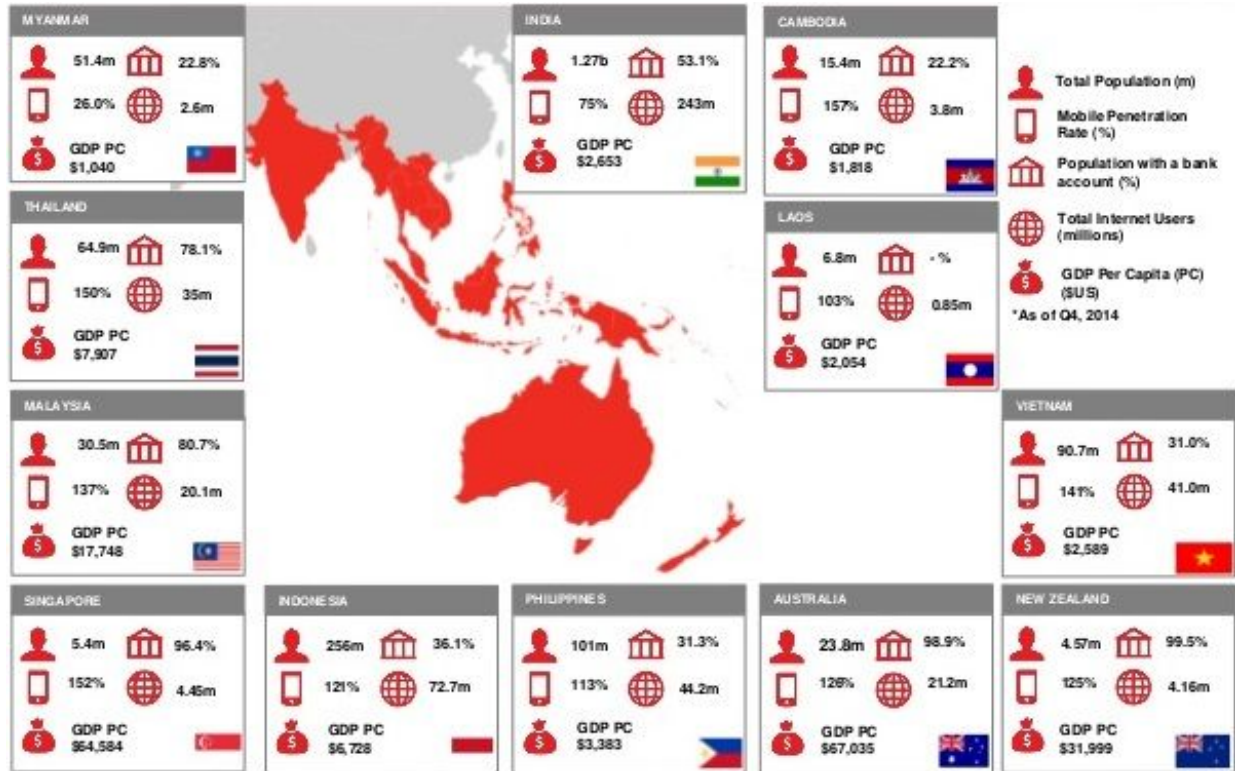 MYANMAR
51.4m 22.8%
26.0% 2.6m
GDP PC
$1,040
INDIA
1.27b 53.1%
75% 243m
GDP PC
$2,653
CAMBODIA
15.4m 22.2%
157% 3.8m
GDP PC
$1,818
Total Population (m)
Mobile Penetration
Rate (%)
Population with a bank
account (%)
Total Internet Users
(millions)
GDP Per Capita (PC)
($US)
*As of Q4, 2014
THAILAND
64.9m 78.1%
150% 35m
GDP PC
$7,907
LAOS
6.8m - %
103% 0.85m
GDP PC
$2,054
MALAYSIA
30.5m 80.7%
137% 20.1m
GDP PC
$17,748
VIETNAM
90.7m 31.0%
141% 41.0m
GDP PC
$2,589
SINGAPORE
5.4m 96.4%
152% 4.45m
GDP PC
$64,584
INDONESIA
256m 36.1%
121% 72.7m
GDP PC
$6,728
PHILIPPINES
101m 31.3%
113% 44.2m
GDP PC
$3,383
AUSTRALIA
23.8m 98.9%
126% 21.2m
GDP PC
$67,035
NEW ZEALAND
4.57m 99.5%
125% 4.16m
GDP PC
$31,999